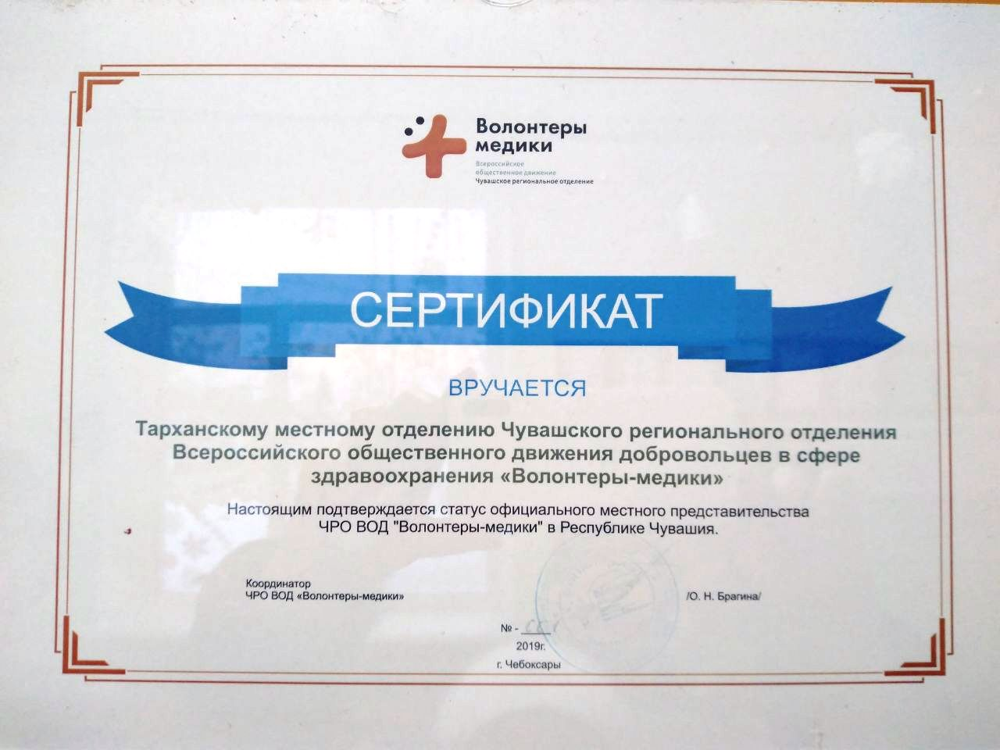 Волонтеры
медики
Всероссийское
общественное движение
Чувашское региональное отделение
СЕРТИФИКАТ
ВРУЧАЕТСЯ
Тарханскому местному отделению Чувашского регионального отделения
Всероссийского общественного движения добровольцев в сфере
здравоохранения «Волонтеры-медики»
Настоящим подтверждается статус официального местного представительства
ЧРО ВОД "Волонтеры-медики" в Республике Чувашия.
Координатор
ЧРО ВОД «Волонтеры-медики»
/О. Н. Брагина/
№ -
2019г.
г. Чебоксары